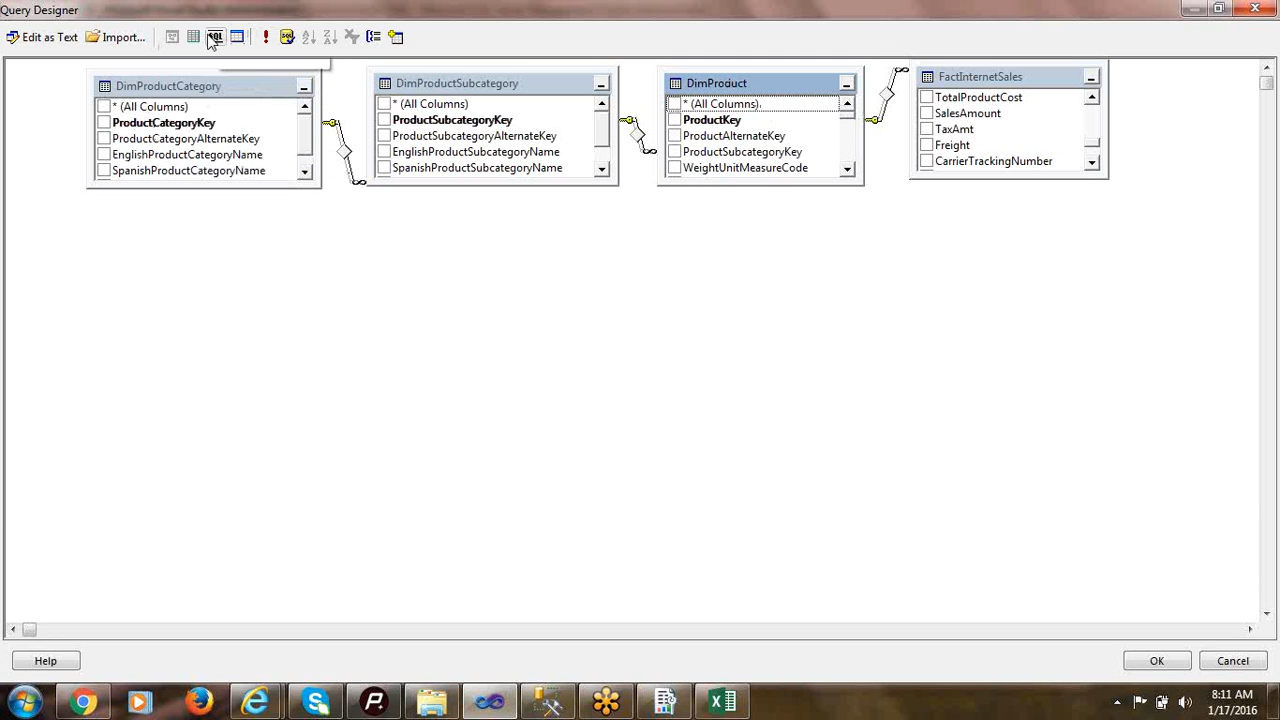 Query Designer
Edit as Text
Import...
SQL
DimProductCategory
* (All Columns)
ProductCategoryKey
ProductCategoryAlternateKey
EnglishProductCategoryName
SpanishProductCategoryName
DimProductSubcategory
* (All Columns)
ProductSubcategoryKey
ProductSubcategoryAlternateKey
EnglishProductSubcategoryName
SpanishProductSubcategoryName
DimProduct
* (All Columns)
ProductKey
ProductAlternateKey
ProductSubcategoryKey
WeightUnitMeasureCode
FactInternetSales
TotalProductCost
SalesAmount
TaxAmt
Freight
CarrierTrackingNumber
Help
OK
Cancel
8:11 AM
1/17/2016